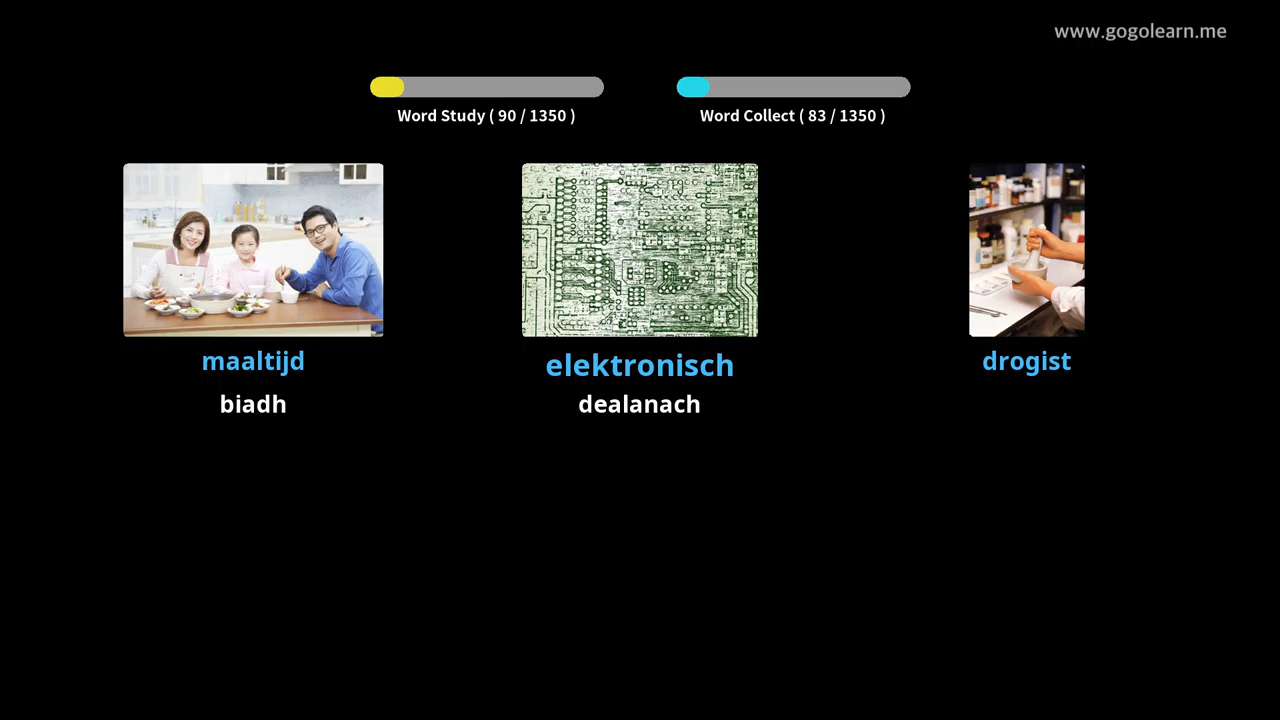 www.gogolearn.me
Word Study ( 90 / 1350 )
Word Collect ( 83 / 1350 )
maaltijd
elektronisch
drogist
biadh
dealanach